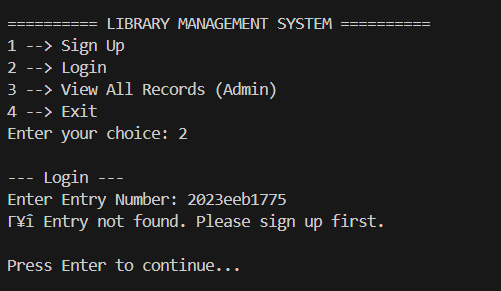 ========== LIBRARY MANAGEMENT SYSTEM ==========
1 --> Sign Up
2 --> Login
3 --> View All Records (Admin)
4 --> Exit
Enter your choice: 2
--- Login ---
Enter Entry Number: 2023eeb1775
Γ¥î Entry not found. Please sign up first.
Press Enter to continue...